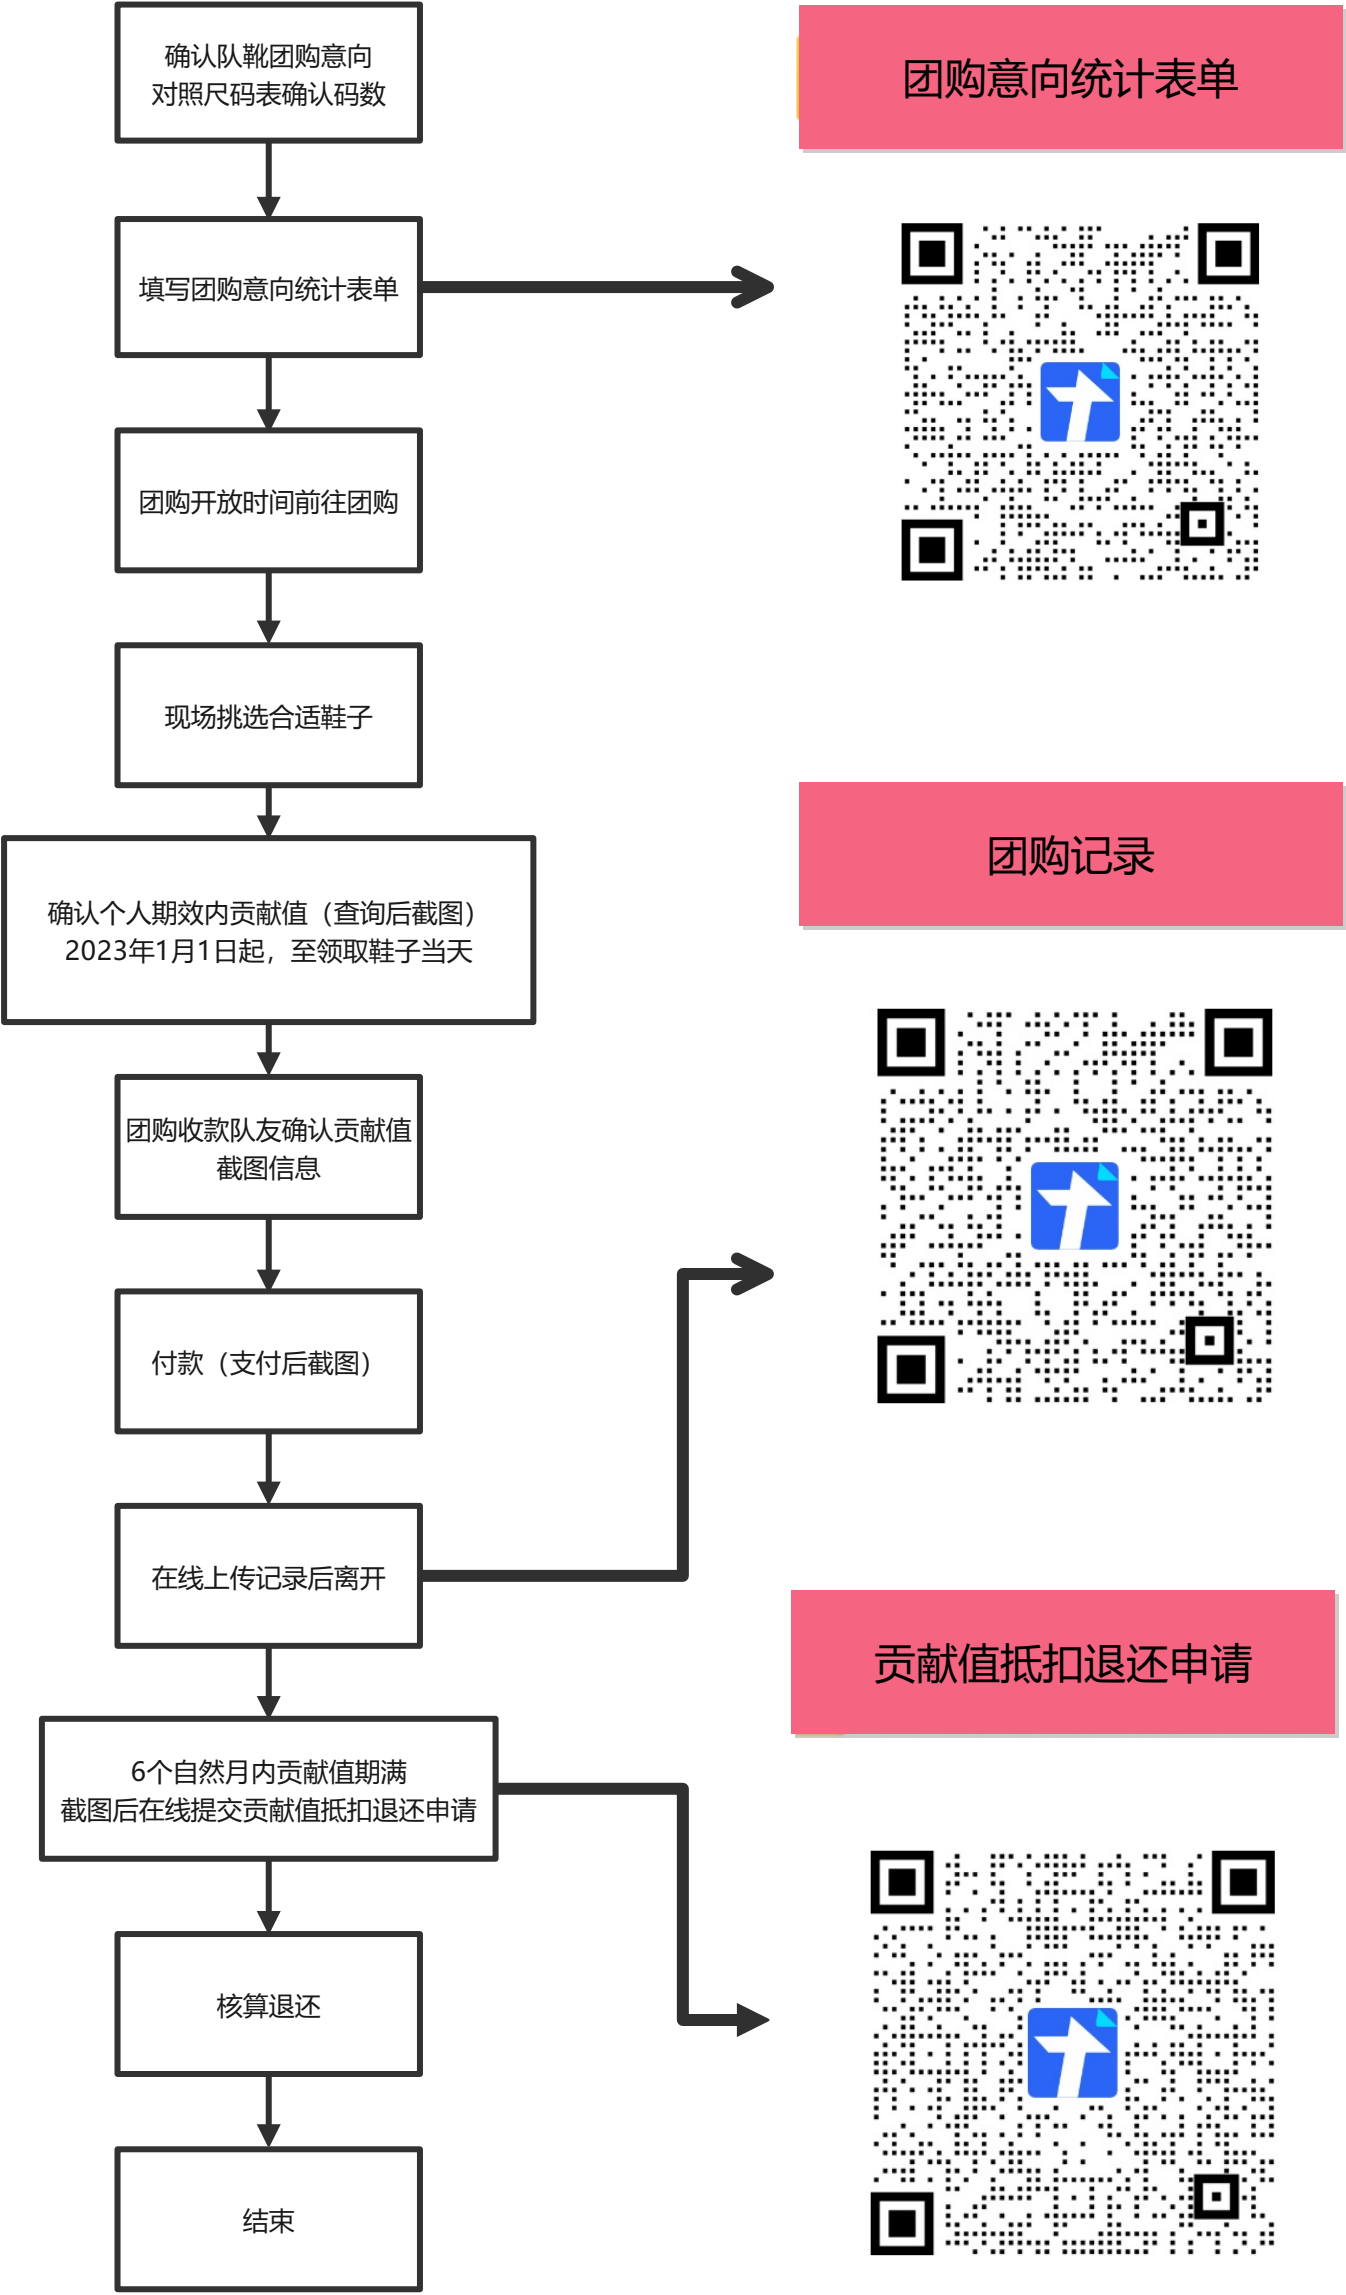 确认队靴团购意向
对照尺码表确认码数
填写团购意向统计表单
团购开放时间前往团购
现场挑选合适鞋子
确认个人期效内贡献值（查询后截图）
2023年1月1日起，至领取鞋子当天
团购收款队友确认贡献值
截图信息
付款（支付后截图）
在线上传记录后离开
6个自然月内贡献值期满
截图后在线提交贡献值抵扣退还申请
核算退还
结束
团购意向统计表单
团购记录
贡献值抵扣退还申请